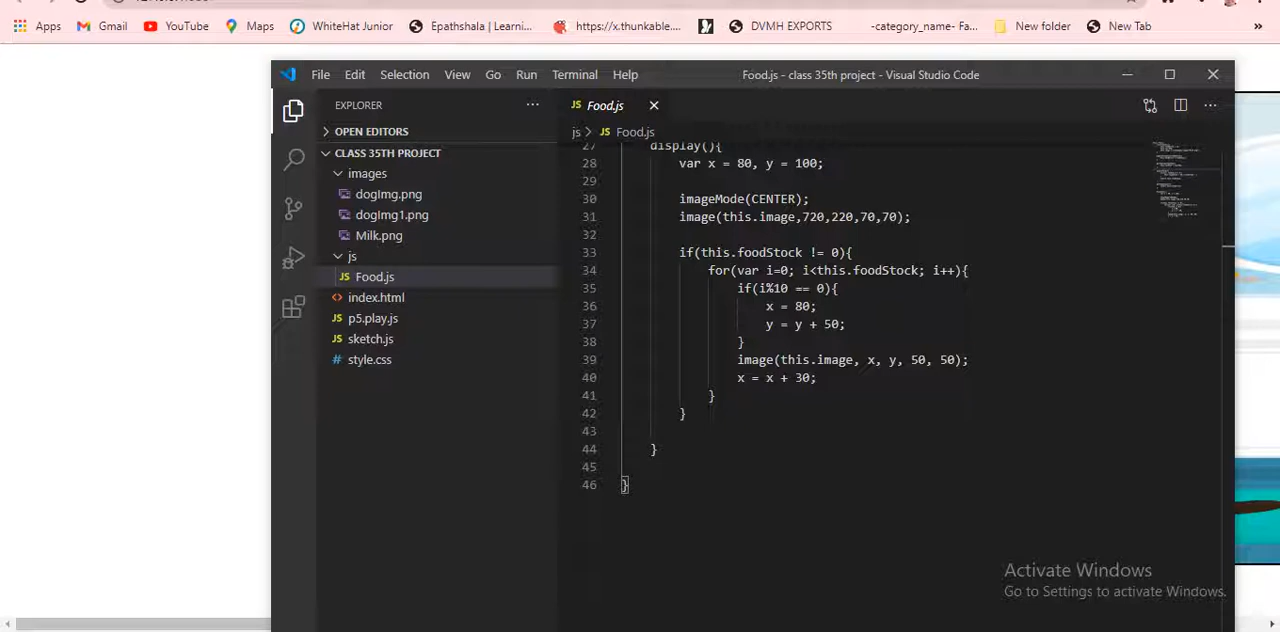 Apps Gmail YouTube Maps WhiteHat Junior Epathshala | Learni... https://x.thunkable.... DVMH EXPORTS -category_name- Fa... New folder New Tab »
File Edit Selection View Go Run Terminal Help Food.js - class 35th project - Visual Studio Code
EXPLORER ...
OPEN EDITORS
CLASS 35TH PROJECT
images
dogImg.png
dogImg1.png
Milk.png
js
JS Food.js
<> index.html
JS p5.play.js
JS sketch.js
# style.css
JS Food.js
js > JS Food.js
27 display(){
28 var x = 80, y = 100;
29
30 imageMode(CENTER);
31 image(this.image,720,220,70,70);
32
33 if(this.foodStock != 0){
34 for(var i=0; i<this.foodStock; i++){
35 if(i%10 == 0){
36 x = 80;
37 y = y + 50;
38 }
39 image(this.image, x, y, 50, 50);
40 x = x + 30;
41 }
42 }
43
44 }
45
46 }
Activate Windows
Go to Settings to activate Windows.